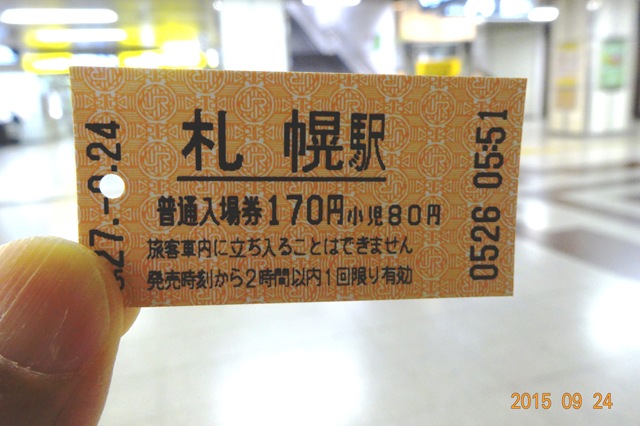 札幌駅
普通入場券170円小児80円
旅客車内に立ち入ることはできません
発売時刻から2時間以内1回限り有効
0526 05:51
2015 09 24